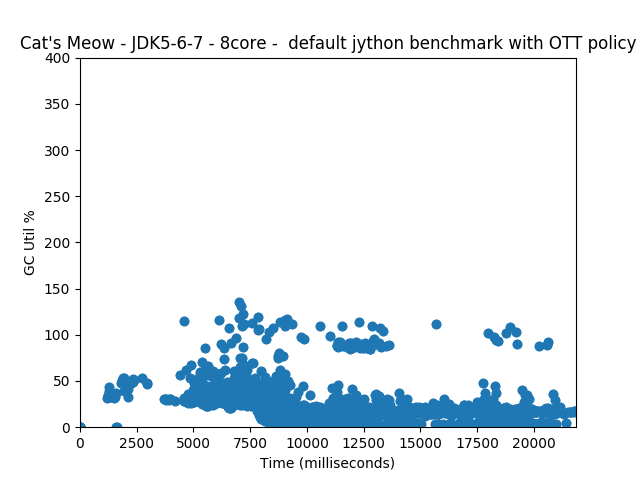 Cat's Meow - JDK5-6-7 - 8core -  default jython benchmark with OTT policy
400
350
300
250
200
150
100
50
0
GC Util %
0 2500 5000 7500 10000 12500 15000 17500 20000
Time (milliseconds)